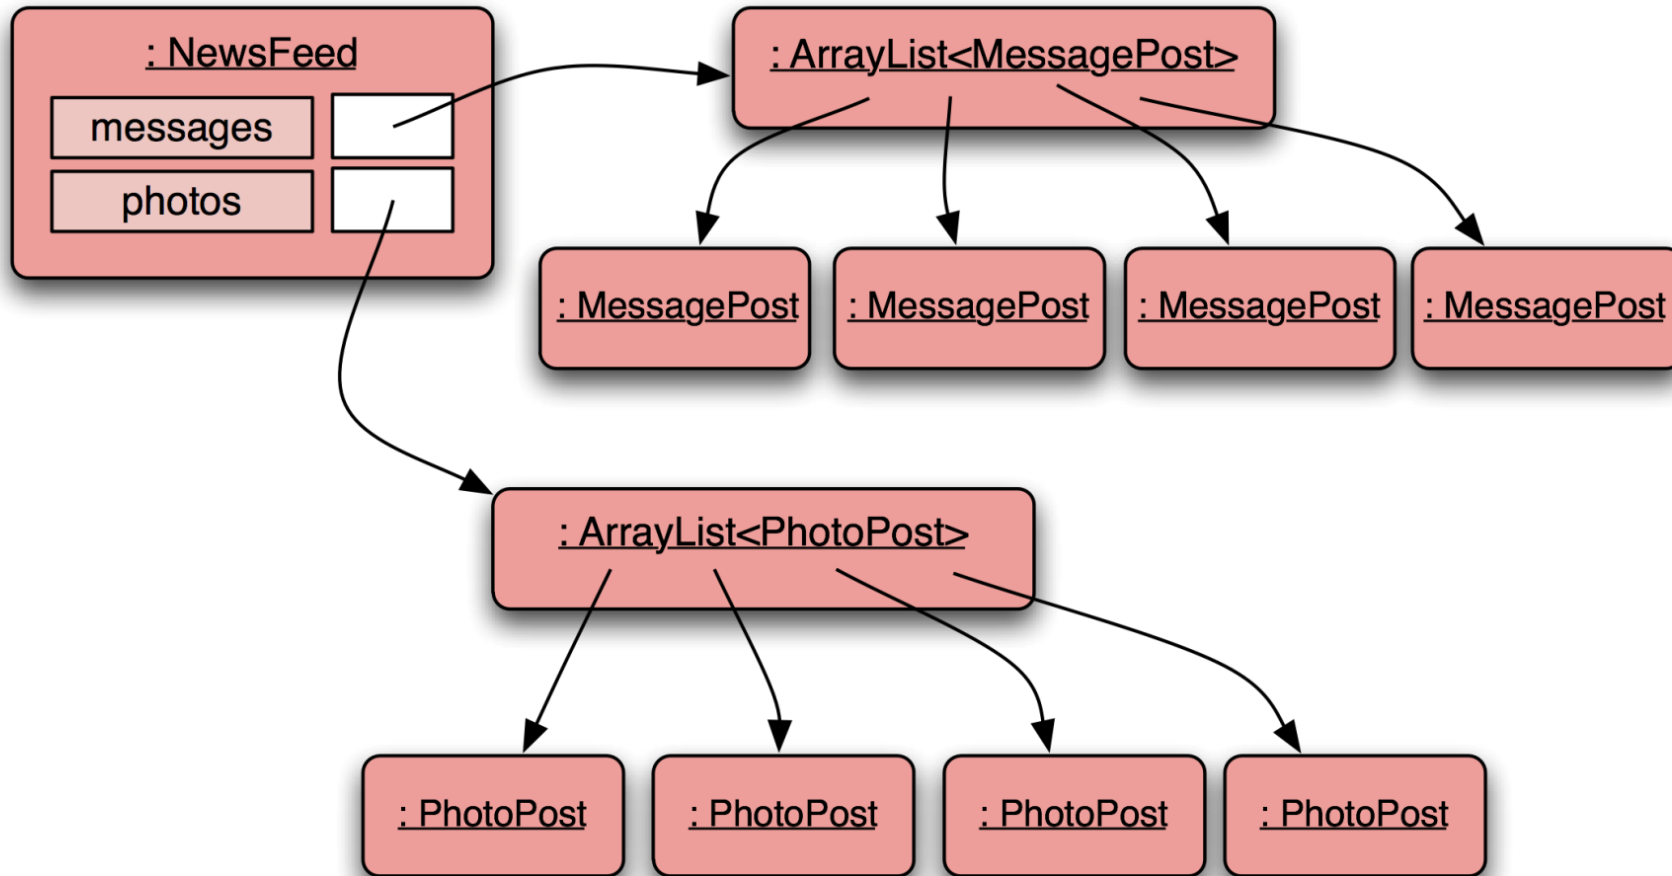 : NewsFeed
messages
photos
: ArrayList<MessagePost>
: MessagePost
: MessagePost
: MessagePost
: MessagePost
: ArrayList<PhotoPost>
: PhotoPost
: PhotoPost
: PhotoPost
: PhotoPost